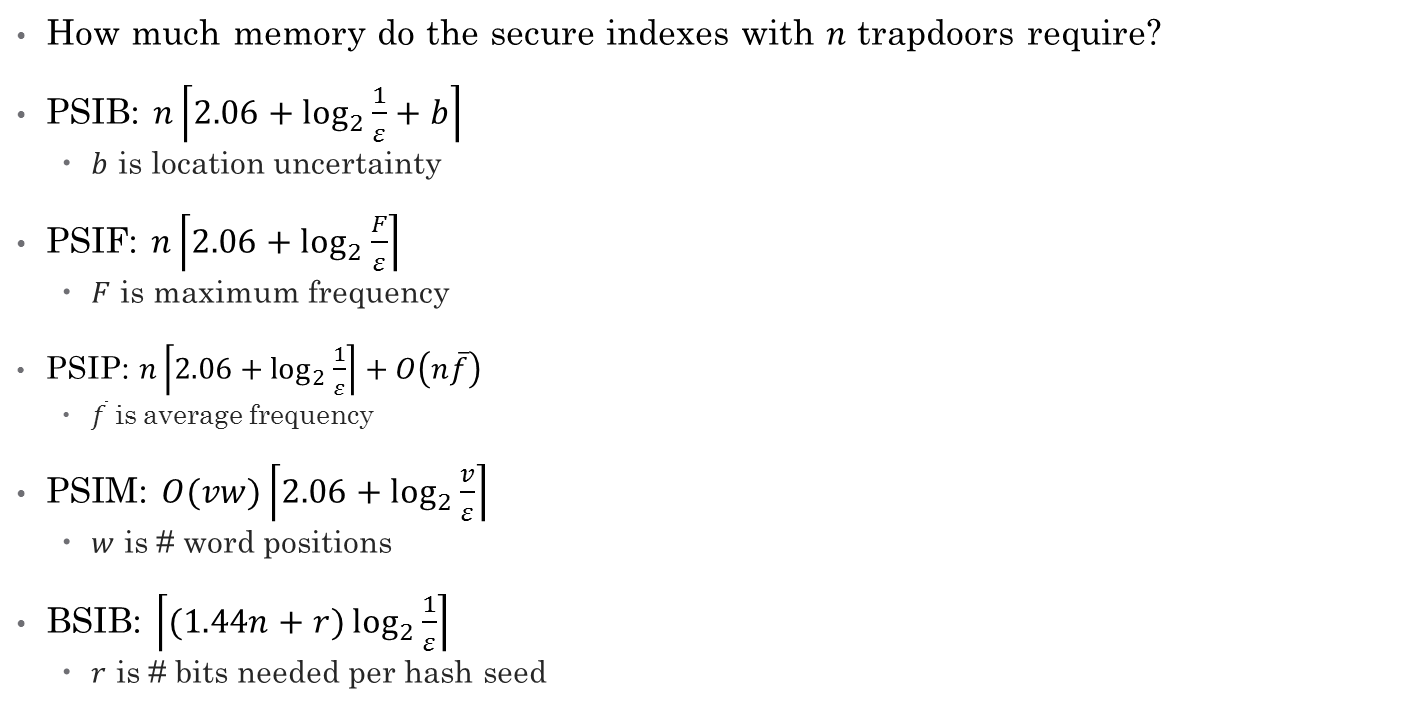 • How much memory do the secure indexes with n trapdoors require?
• PSIB: n⌈2.06 + log₂ 1/ε + b⌉
• b is location uncertainty
• PSIF: n⌈2.06 + log₂ F/ε⌉
• F is maximum frequency
• PSIP: n⌈2.06 + log₂ 1/ε⌉ + O(nf̄)
• f̄ is average frequency
• PSIM: O(vw)⌈2.06 + log₂ v/ε⌉
• w is # word positions
• BSIB: ⌈(1.44n + r) log₂ 1/ε⌉
• r is # bits needed per hash seed